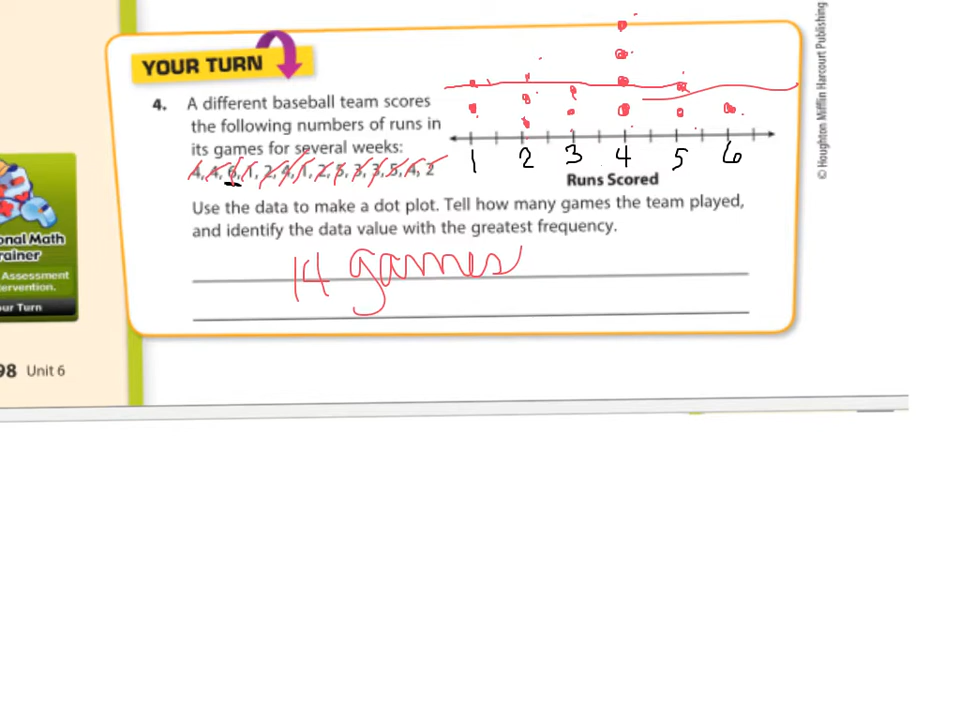 YOUR TURN
4. A different baseball team scores
the following numbers of runs in
its games for several weeks:
4, 4, 6, 1, 2, 4, 1, 2, 5, 3, 3, 5, 4, 2
1 2 3 4 5 6
Runs Scored
Use the data to make a dot plot. Tell how many games the team played,
and identify the data value with the greatest frequency.
14 games
onal Math
rainer
Assessment
ervention.
our Turn
98 Unit 6
© Houghton Mifflin Harcourt Publishing